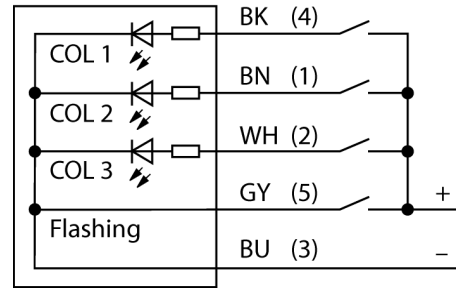 BK (4)
COL 1
BN (1)
COL 2
WH (2)
COL 3
GY (5)
+
Flashing
BU (3)
–